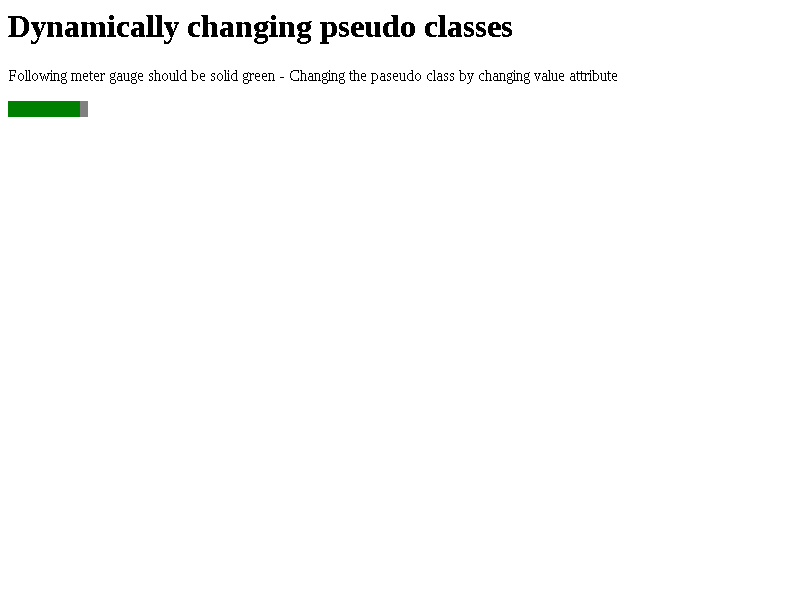 Dynamically changing pseudo classes
Following meter gauge should be solid green - Changing the paseudo class by changing value attribute